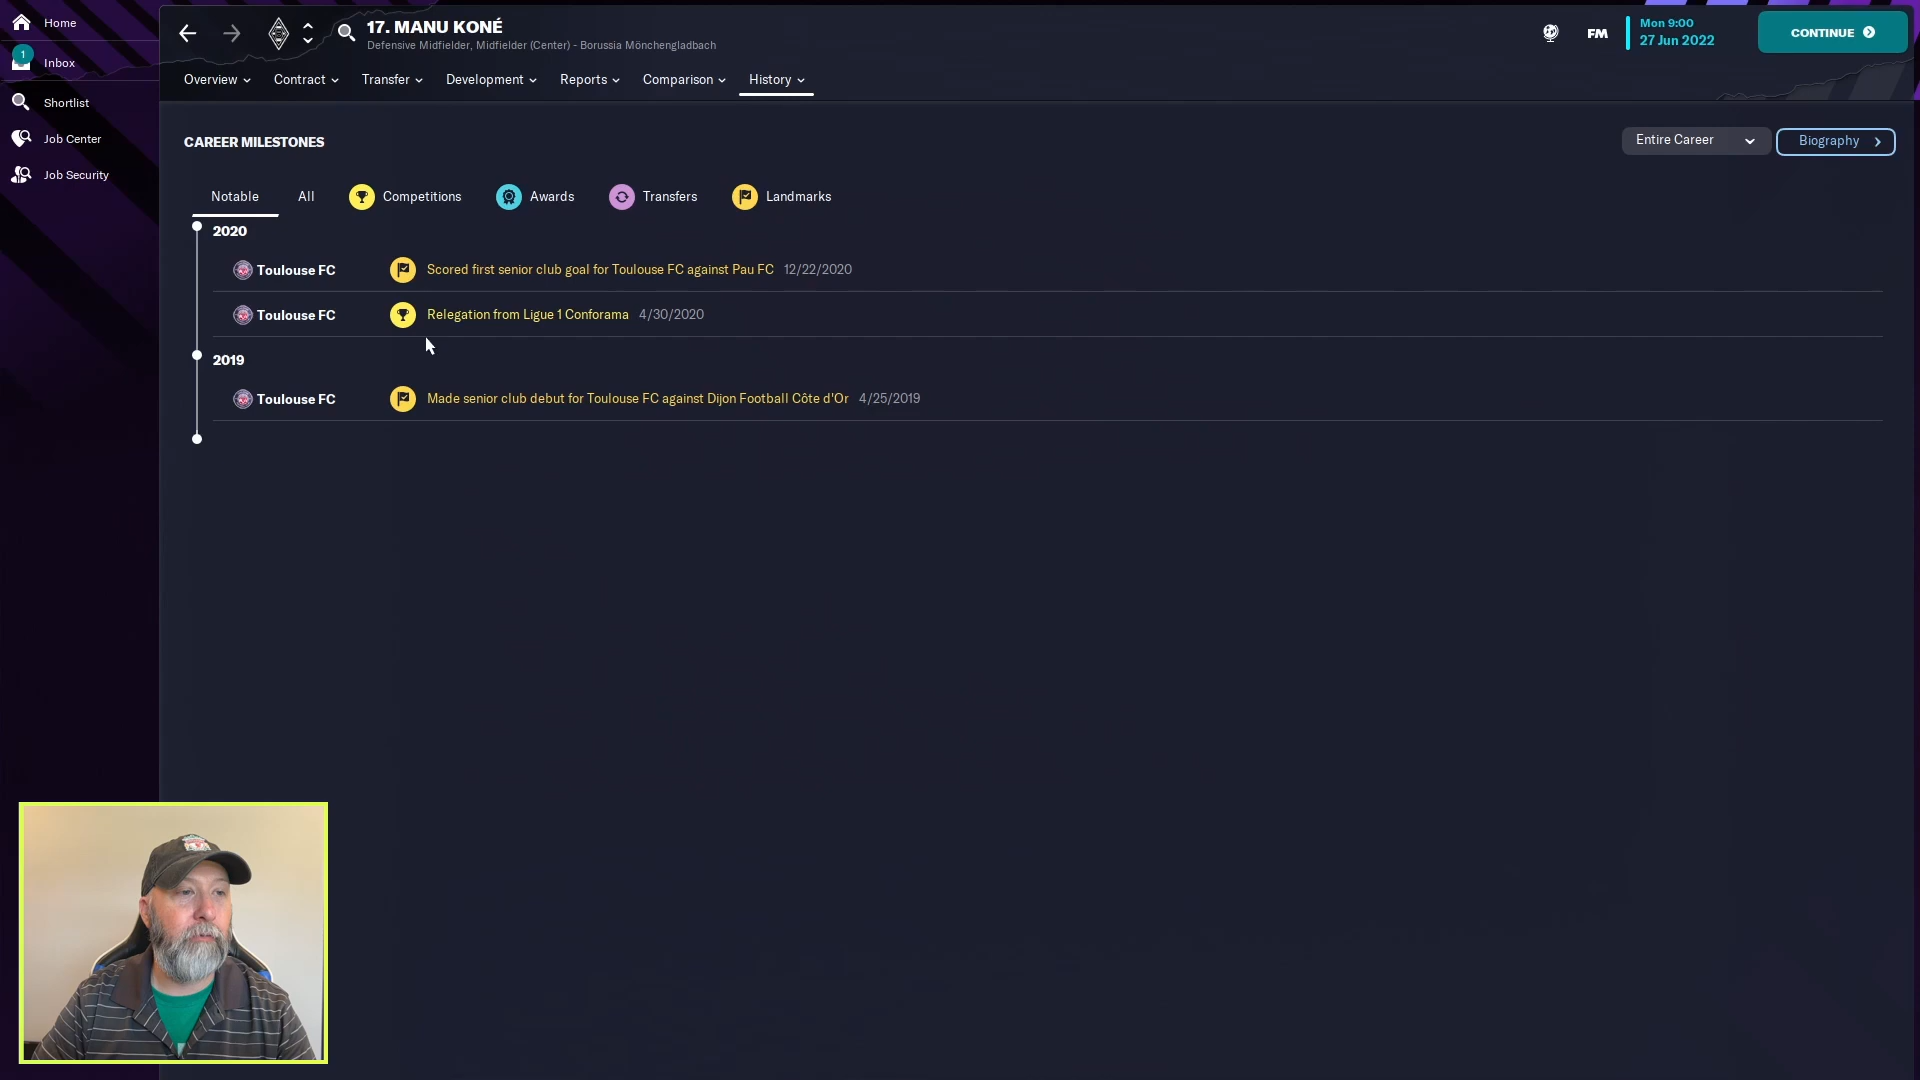 Home
1
Inbox
Shortlist
Job Center
Job Security
17. MANU KONÉ
Defensive Midfielder, Midfielder (Center) - Borussia Mönchengladbach
FM
Mon 9:00
27 Jun 2022
CONTINUE
Overview
Contract
Transfer
Development
Reports
Comparison
History
CAREER MILESTONES
Entire Career
Biography
Notable
All
Competitions
Awards
Transfers
Landmarks
2020
Toulouse FC Scored first senior club goal for Toulouse FC against Pau FC 12/22/2020
Toulouse FC Relegation from Ligue 1 Conforama 4/30/2020
2019
Toulouse FC Made senior club debut for Toulouse FC against Dijon Football Côte d'Or 4/25/2019